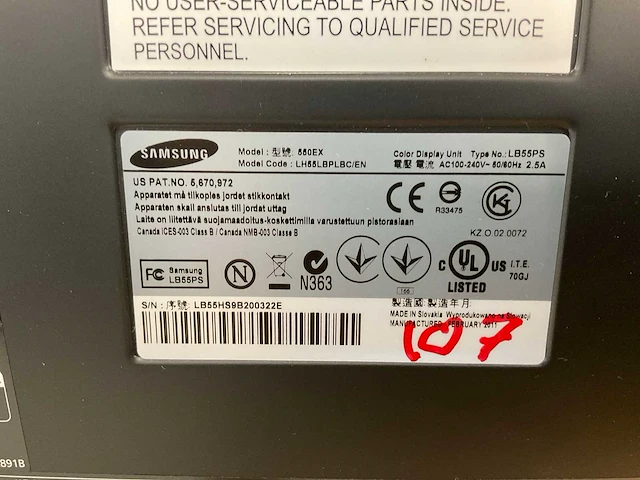 NO USER-SERVICEABLE PARTS INSIDE.
REFER SERVICING TO QUALIFIED SERVICE
PERSONNEL.
SAMSUNG
Model : 型號: 550EX
Model Code : LH55LBPLBC/EN
Color Display Unit Type No.: LB55PS
電壓 電流 : AC100-240V~ 50/60Hz 2.5A
US PAT.NO. 5,670,972
Apparatet må tilkoples jordet stikkontakt
Apparaten skall anslutas till jordat uttag
Laite on liitettävä suojamaadoitus-koskettimilla varustettuun pistorasiaan
Canada ICES-003 Class B / Canada NMB-003 Classe B
CE
R33475
KZ.O.02.0072
FC Samsung
LB55PS
N
N363
166
C UL US I.T.E.
70GJ
LISTED
S/N : 序號: LB55HS9B200322E
製造國 製造年月
MADE IN Slovakia Wyprodukowano na Słowacji
MANUFACTURED FEBRUARY 2011
107
891B